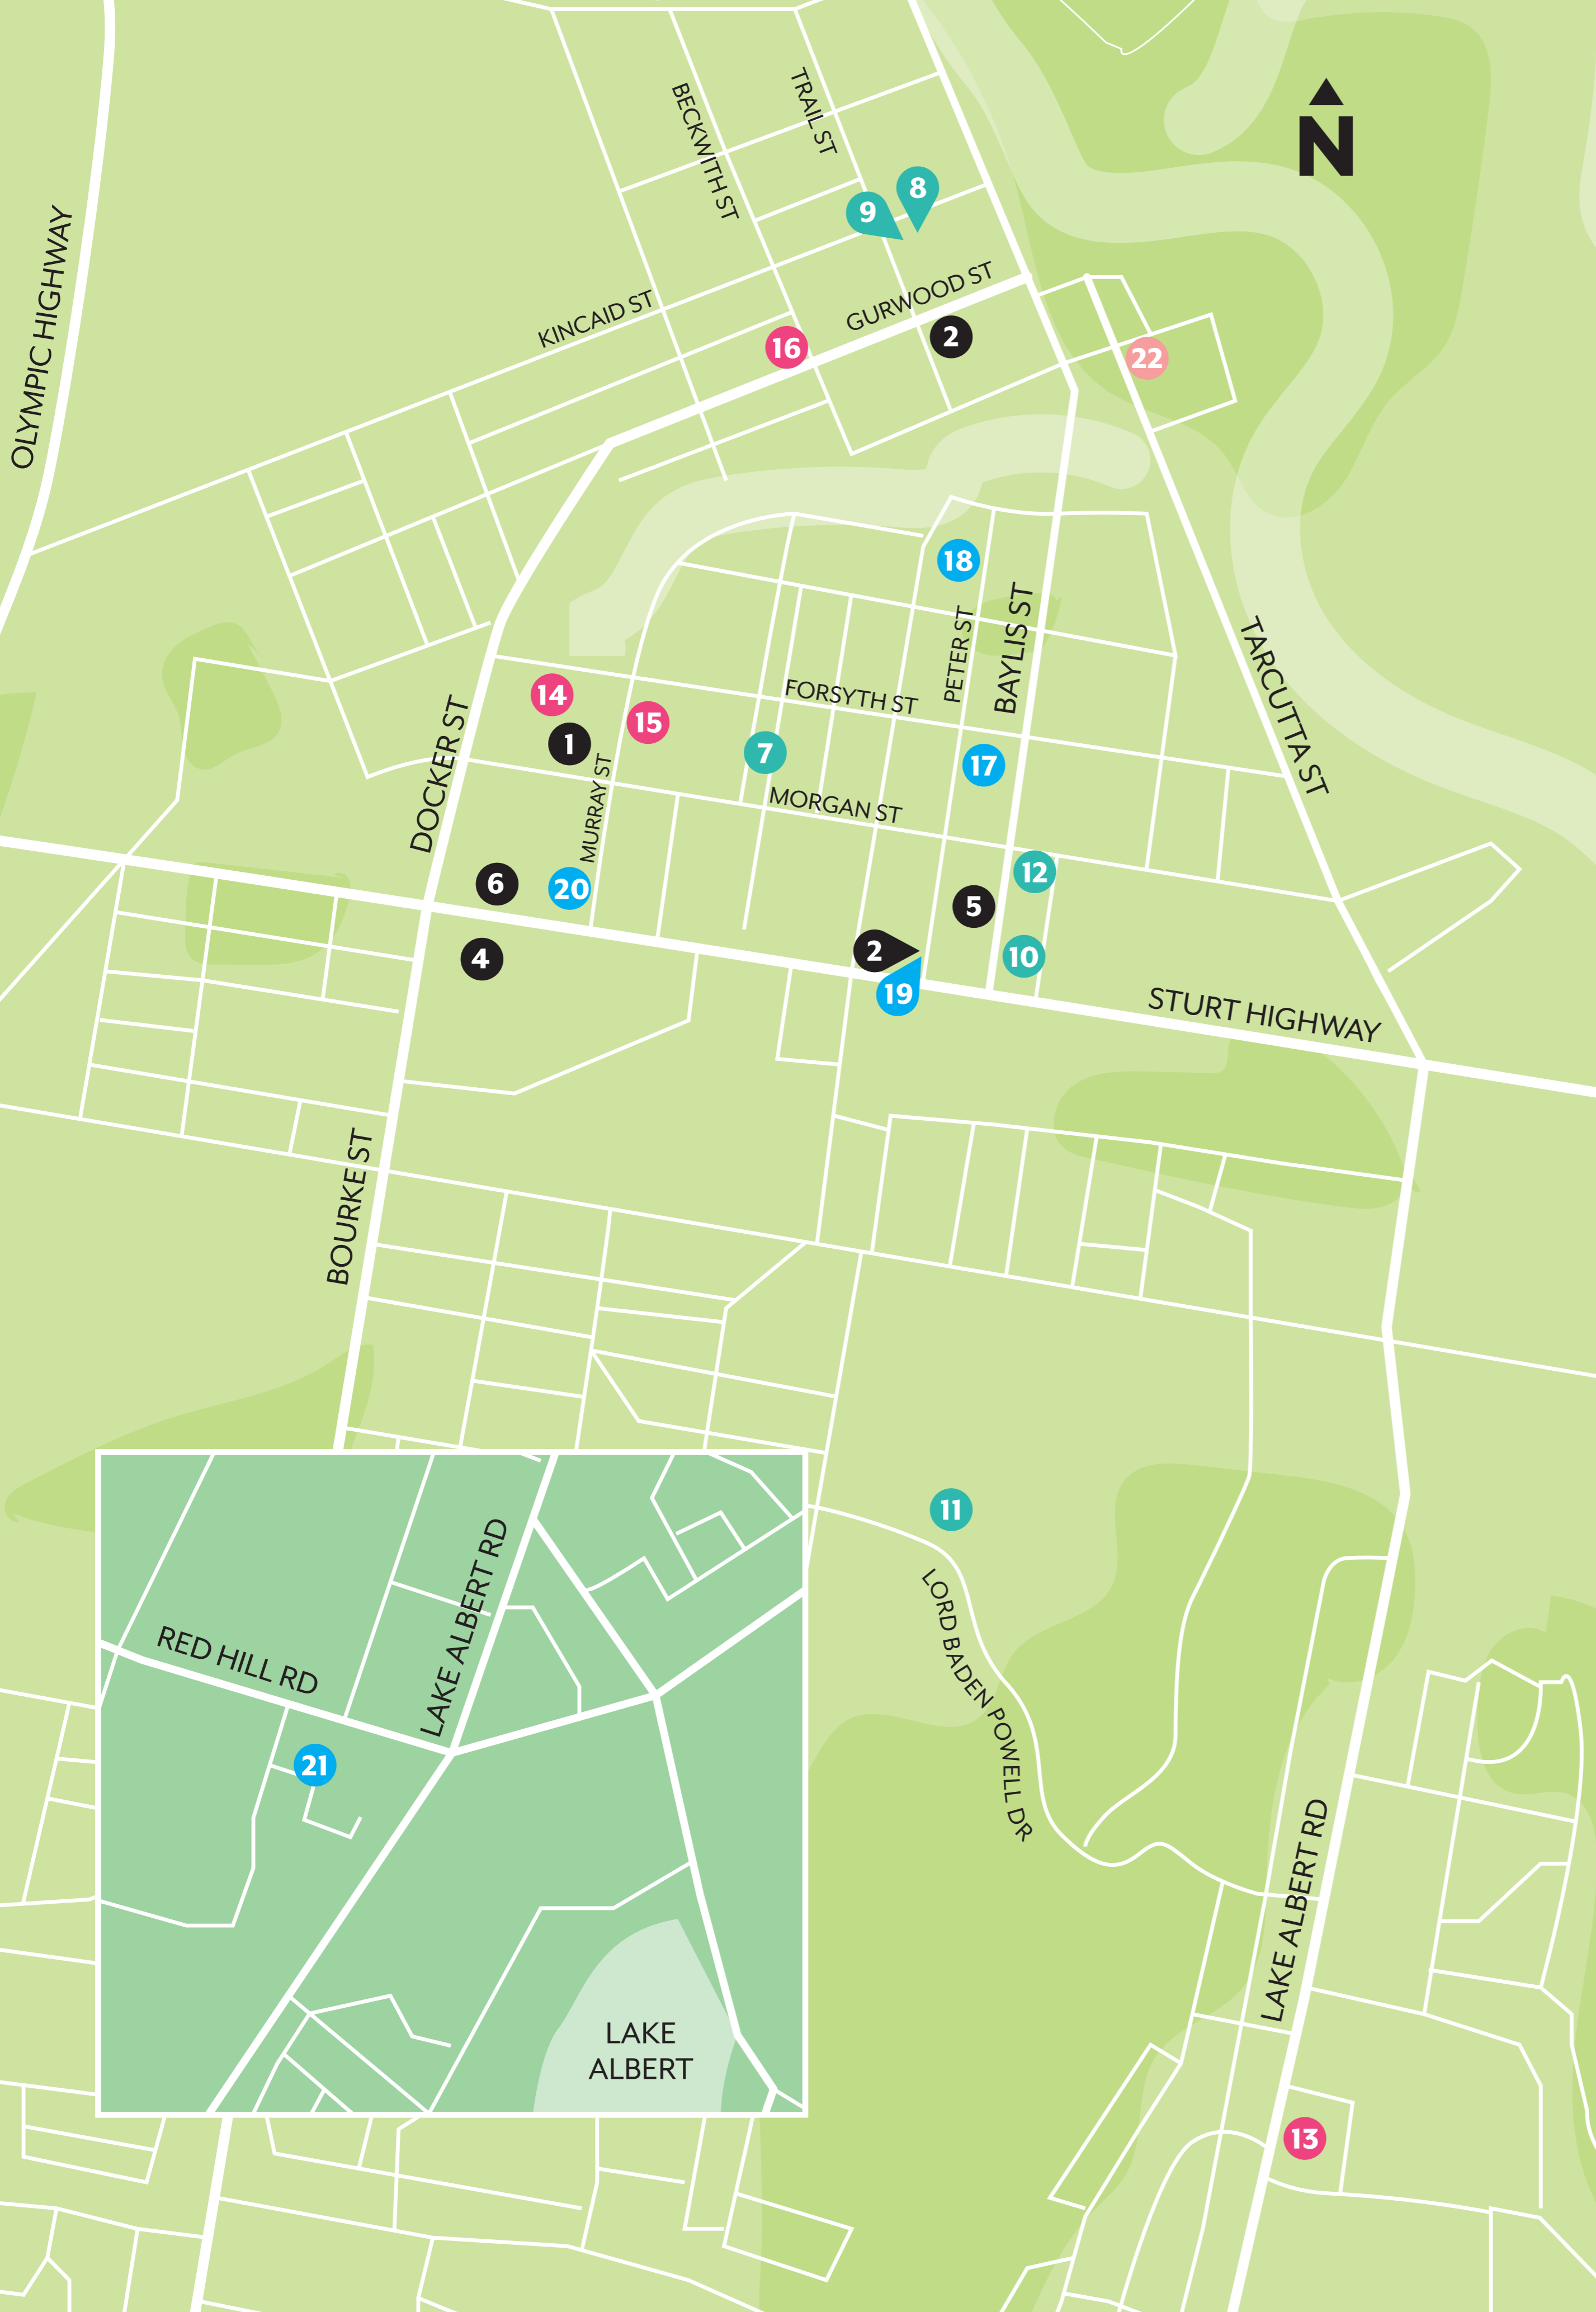 BECKWITH ST
TRAIL ST
N
8
9
OLYMPIC HIGHWAY
KINCAID ST
GURWOOD ST
16
2
22
18
PETER ST
BAYLIS ST
TARCUTTA ST
14
FORSYTH ST
15
1
7
17
DOCKER ST
MURRAY ST
MORGAN ST
6
20
12
5
4
2
10
19
STURT HIGHWAY
BOURKE ST
11
LORD BADEN POWELL DR
LAKE ALBERT RD
RED HILL RD
21
LAKE ALBERT RD
LAKE
ALBERT
13